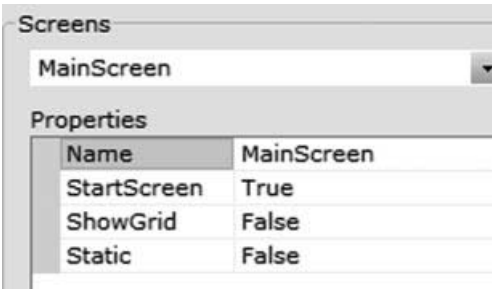 Screens
MainScreen
Properties
Name MainScreen
StartScreen True
ShowGrid False
Static False